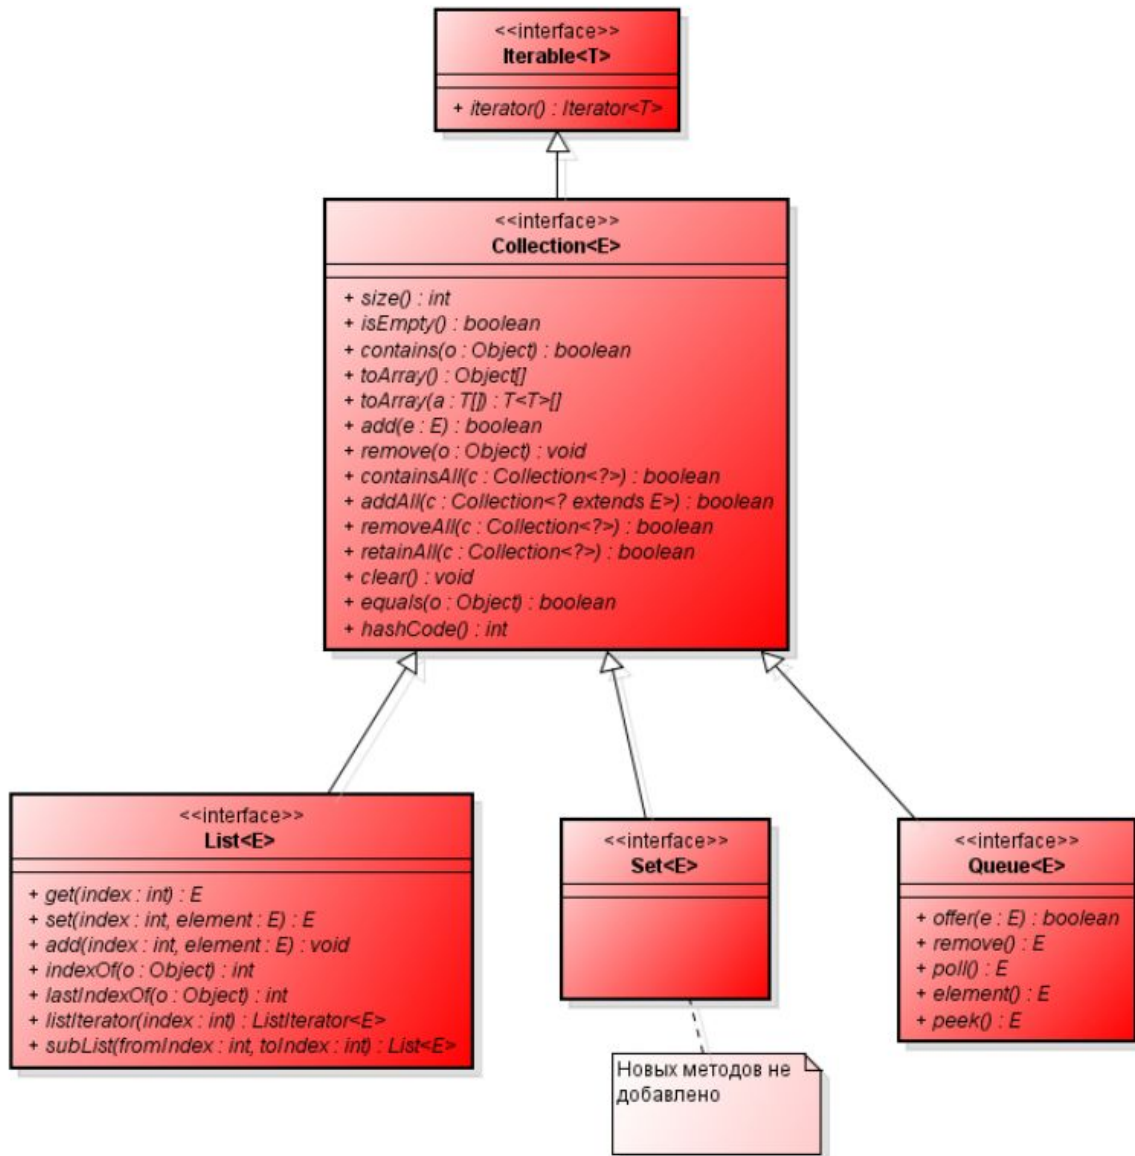 <<interface>>
Iterable<T>
+ iterator() : Iterator<T>
<<interface>>
Collection<E>
+ size() : int
+ isEmpty() : boolean
+ contains(o : Object) : boolean
+ toArray() : Object[]
+ toArray(a : T[]) : T<T>[]
+ add(e : E) : boolean
+ remove(o : Object) : void
+ containsAll(c : Collection<?>) : boolean
+ addAll(c : Collection<? extends E>) : boolean
+ removeAll(c : Collection<?>) : boolean
+ retainAll(c : Collection<?>) : boolean
+ clear() : void
+ equals(o : Object) : boolean
+ hashCode() : int
<<interface>>
List<E>
+ get(index : int) : E
+ set(index : int, element : E) : E
+ add(index : int, element : E) : void
+ indexOf(o : Object) : int
+ lastIndexOf(o : Object) : int
+ listIterator(index : int) : ListIterator<E>
+ subList(fromIndex : int, toIndex : int) : List<E>
<<interface>>
Set<E>
Новых методов не
добавлено
<<interface>>
Queue<E>
+ offer(e : E) : boolean
+ remove() : E
+ poll() : E
+ element() : E
+ peek() : E